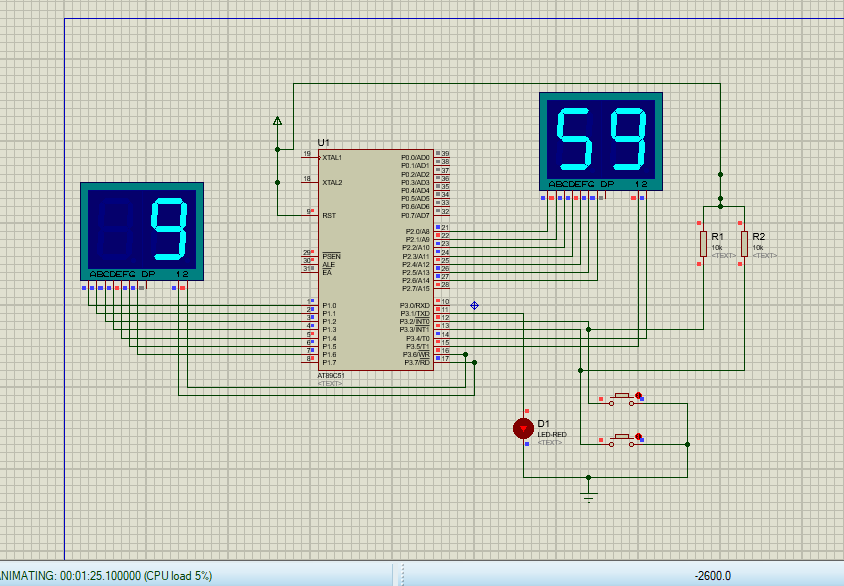 59
ABCDEFG DP 12
9
ABCDEFG DP 12
U1
19 XTAL1
18 XTAL2
9 RST
29 PSEN
30 ALE
31 EA
1 P1.0
2 P1.1
3 P1.2
4 P1.3
5 P1.4
6 P1.5
7 P1.6
8 P1.7
P0.0/AD0 39
P0.1/AD1 38
P0.2/AD2 37
P0.3/AD3 36
P0.4/AD4 35
P0.5/AD5 34
P0.6/AD6 33
P0.7/AD7 32
P2.0/A8 21
P2.1/A9 22
P2.2/A10 23
P2.3/A11 24
P2.4/A12 25
P2.5/A13 26
P2.6/A14 27
P2.7/A15 28
P3.0/RXD 10
P3.1/TXD 11
P3.2/INT0 12
P3.3/INT1 13
P3.4/T0 14
P3.5/T1 15
P3.6/WR 16
P3.7/RD 17
AT89C51
<TEXT>
R1
10k
<TEXT>
R2
10k
<TEXT>
D1
LED-RED
<TEXT>
NIMATING: 00:01:25.100000 (CPU load 5%)
-2600.0